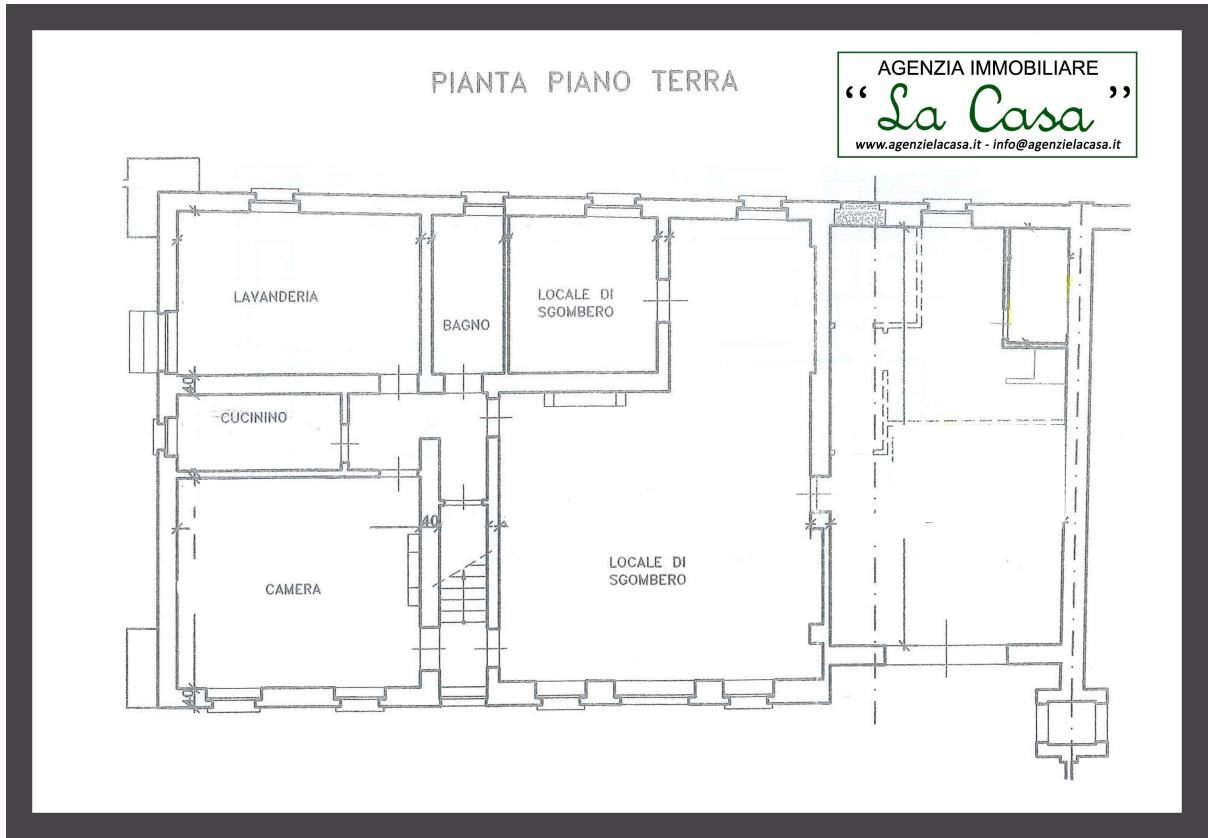 PIANTA PIANO TERRA
AGENZIA IMMOBILIARE
“ La Casa ”
www.agenzielacasa.it - info@agenzielacasa.it
LAVANDERIA
LOCALE DI
SGOMBERO
BAGNO
40
CUCININO
40
LOCALE DI
SGOMBERO
CAMERA
40